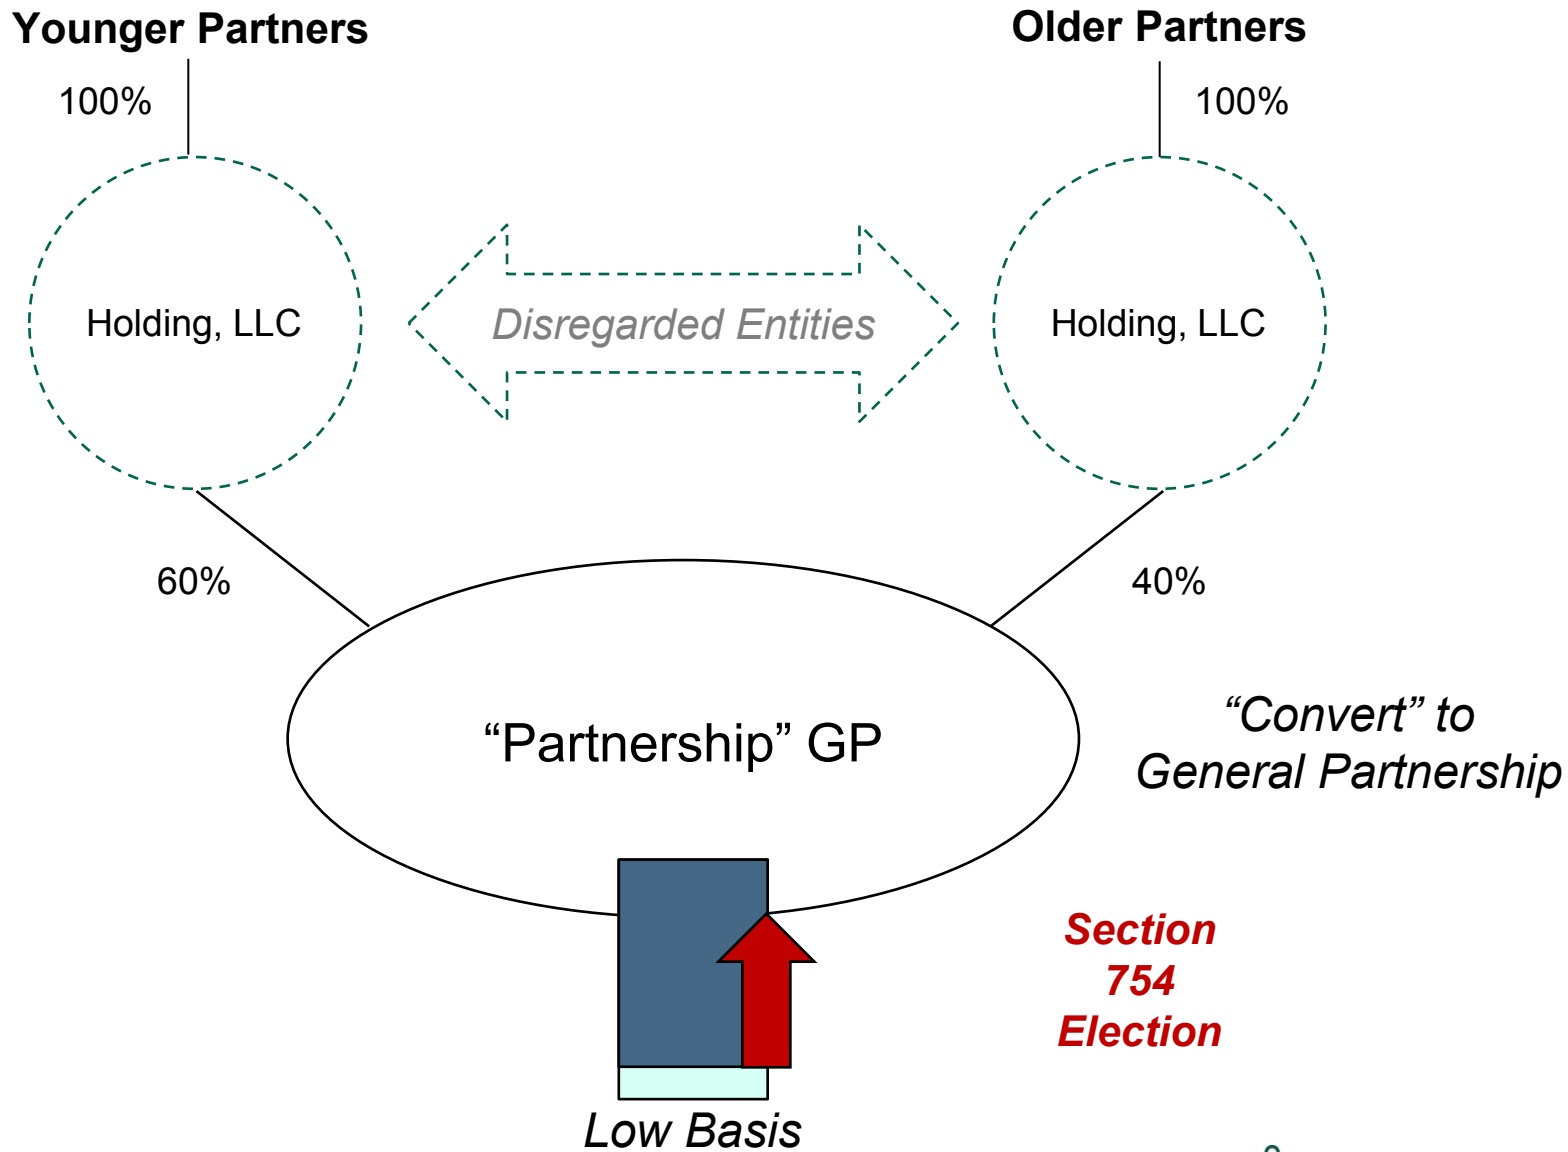 Younger Partners
Older Partners
100%
100%
Holding, LLC
Disregarded Entities
Holding, LLC
60%
40%
“Partnership” GP
“Convert” to
General Partnership
Section
754
Election
Low Basis